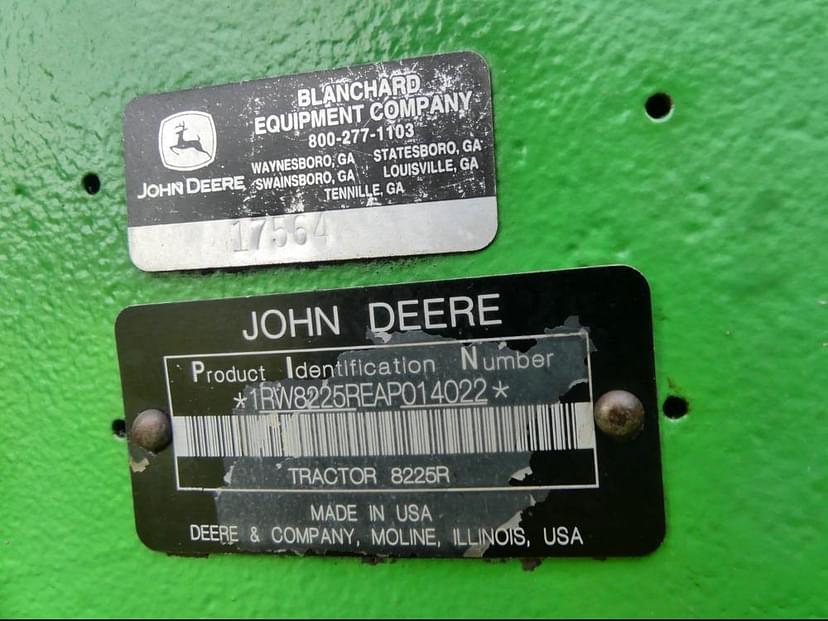 BLANCHARD
EQUIPMENT COMPANY
800-277-1103
WAYNESBORO, GA STATESBORO, GA
SWAINSBORO, GA LOUISVILLE, GA
TENNILLE, GA
JOHN DEERE
17564
JOHN DEERE
Product Identification Number
*1RW8225REAP014022*
TRACTOR 8225R
MADE IN USA
DEERE & COMPANY, MOLINE, ILLINOIS, USA